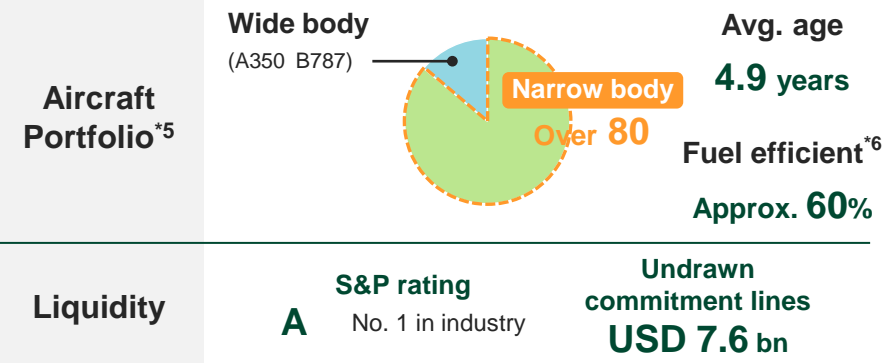 Aircraft
Portfolio*5
Wide body
(A350 B787)
Narrow body
Over 80
Avg. age
4.9 years
Fuel efficient*6
Approx. 60%
Liquidity
S&P rating
A
No. 1 in industry
Undrawn
commitment lines
USD 7.6 bn